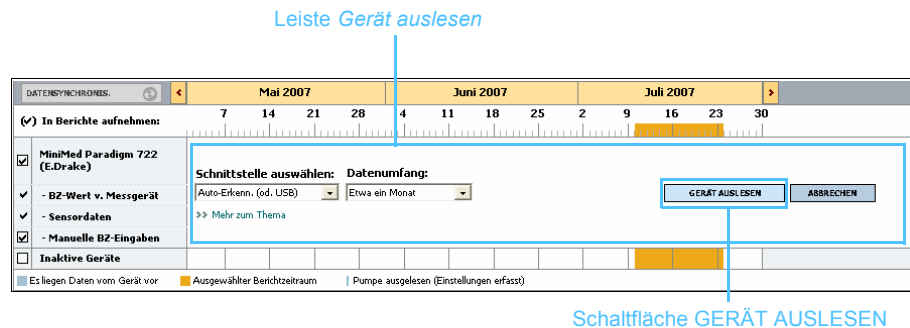 Leiste Gerät auslesen
DATENSYNCHRONIS.
Mai 2007 Juni 2007 Juli 2007
(✓) In Berichte aufnehmen: 7 14 21 28 4 11 18 25 2 9 16 23 30
MiniMed Paradigm 722
(E.Drake)
Schnittstelle auswählen: Datenumfang:
- BZ-Wert v. Messgerät Auto-Erkenn. (od. USB) Etwa ein Monat GERÄT AUSLESEN ABBRECHEN
- Sensordaten >> Mehr zum Thema
- Manuelle BZ-Eingaben
Inaktive Geräte
Es liegen Daten vom Gerät vor Ausgewählter Berichtzeitraum Pumpe ausgelesen (Einstellungen erfasst)
Schaltfläche GERÄT AUSLESEN